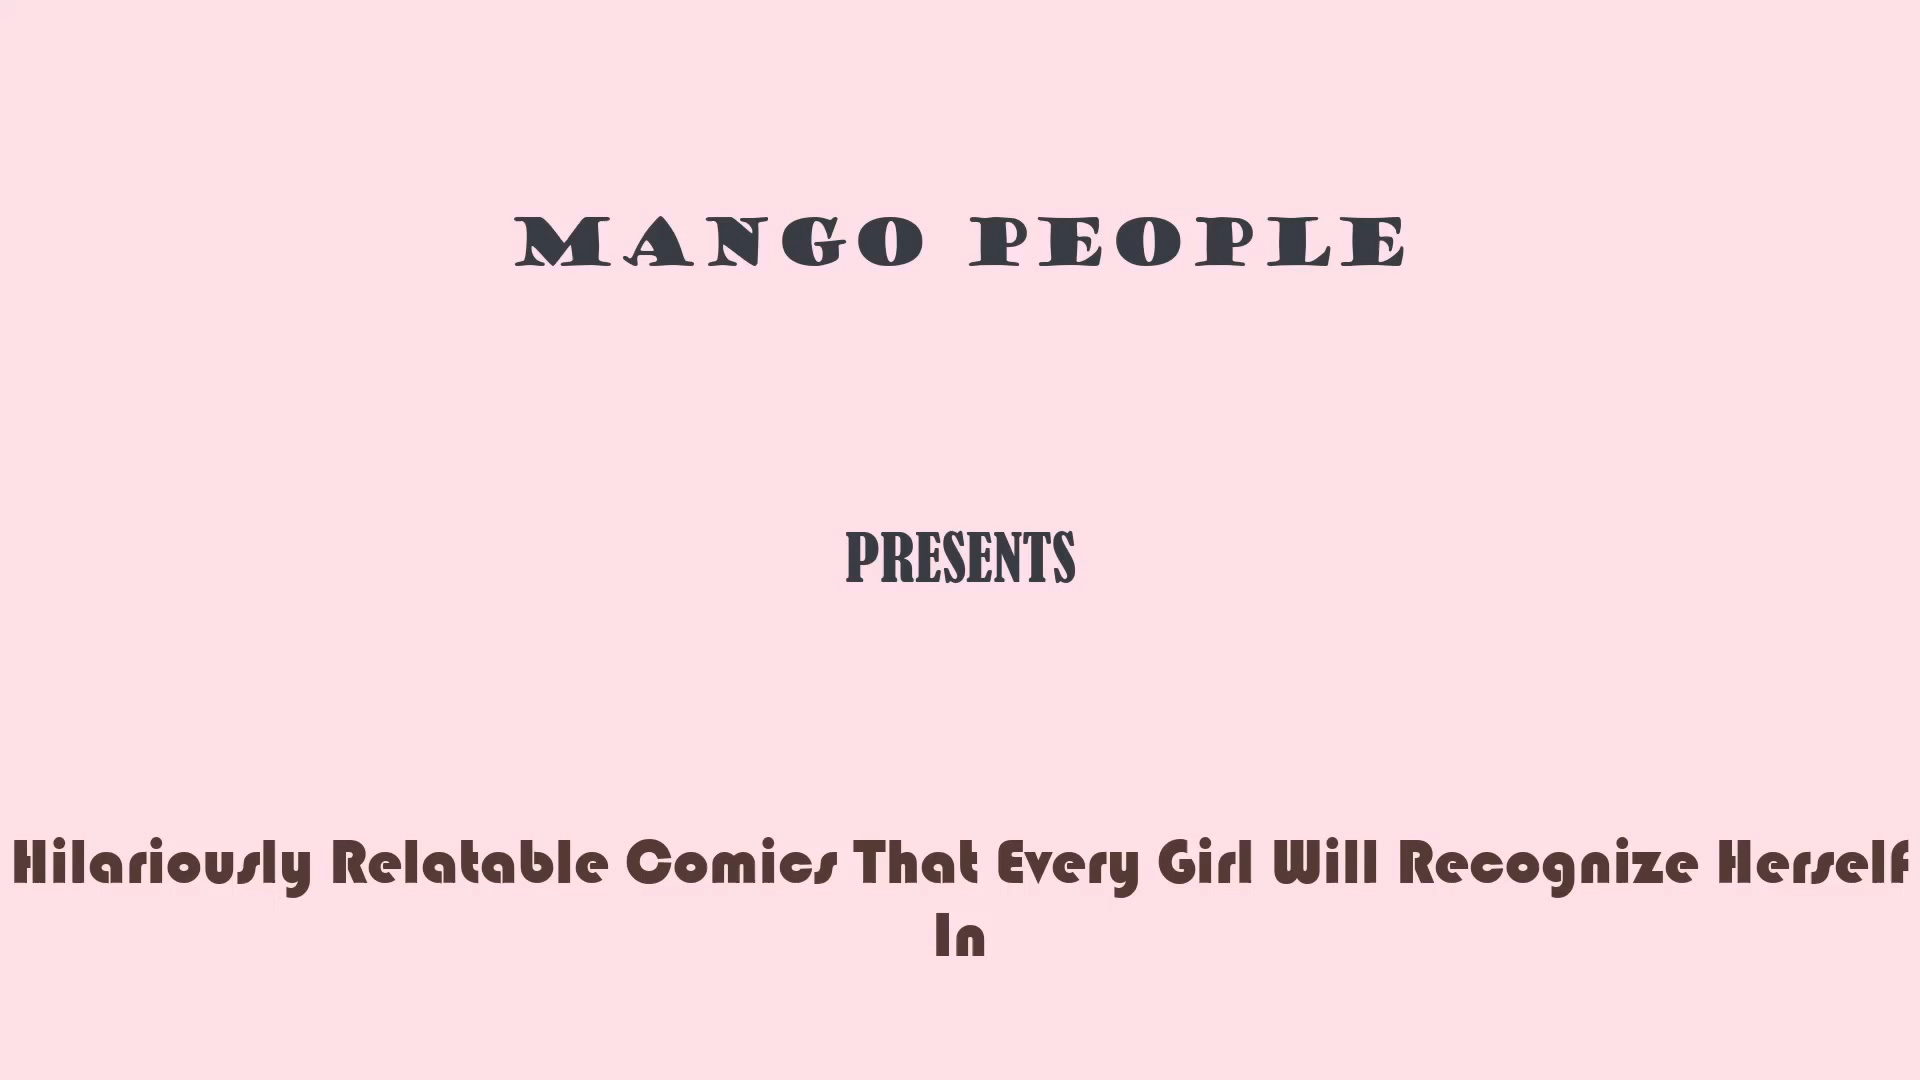 MANGO PEOPLE
PRESENTS
Hilariously Relatable Comics That Every Girl Will Recognize Herself
In